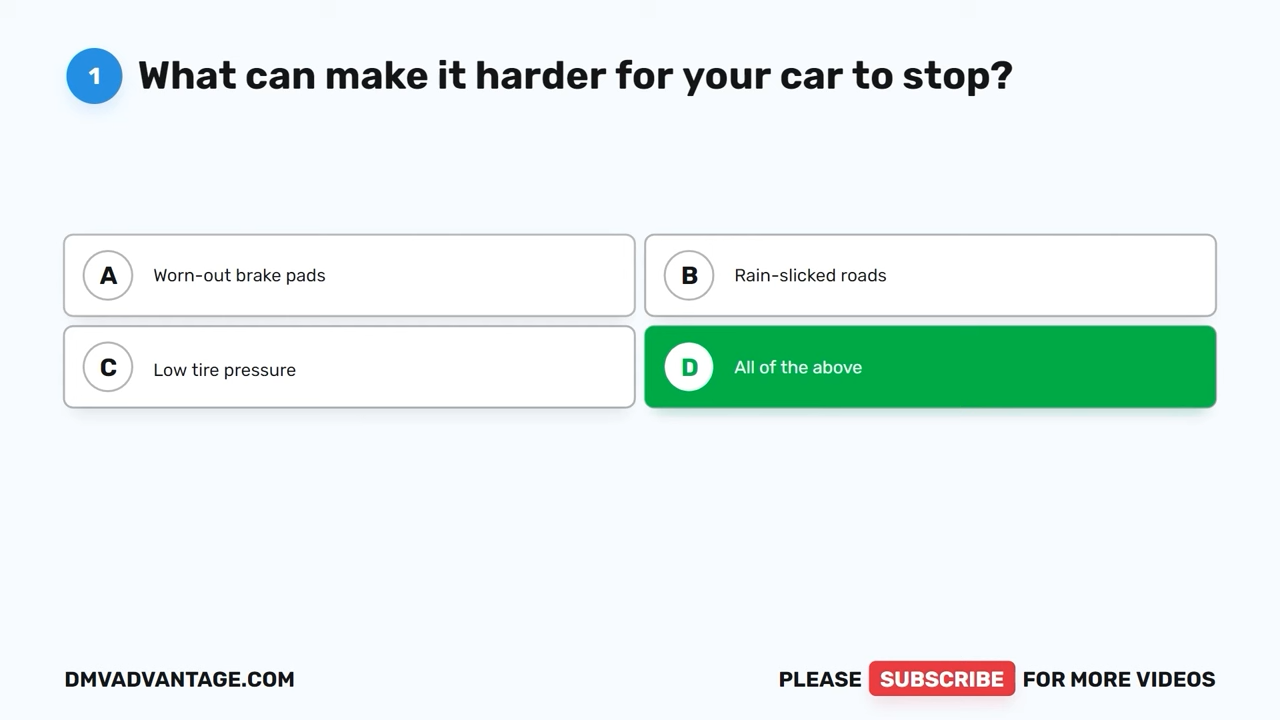 1 What can make it harder for your car to stop?
A Worn-out brake pads
B Rain-slicked roads
C Low tire pressure
D All of the above
DMVADVANTAGE.COM
PLEASE SUBSCRIBE FOR MORE VIDEOS